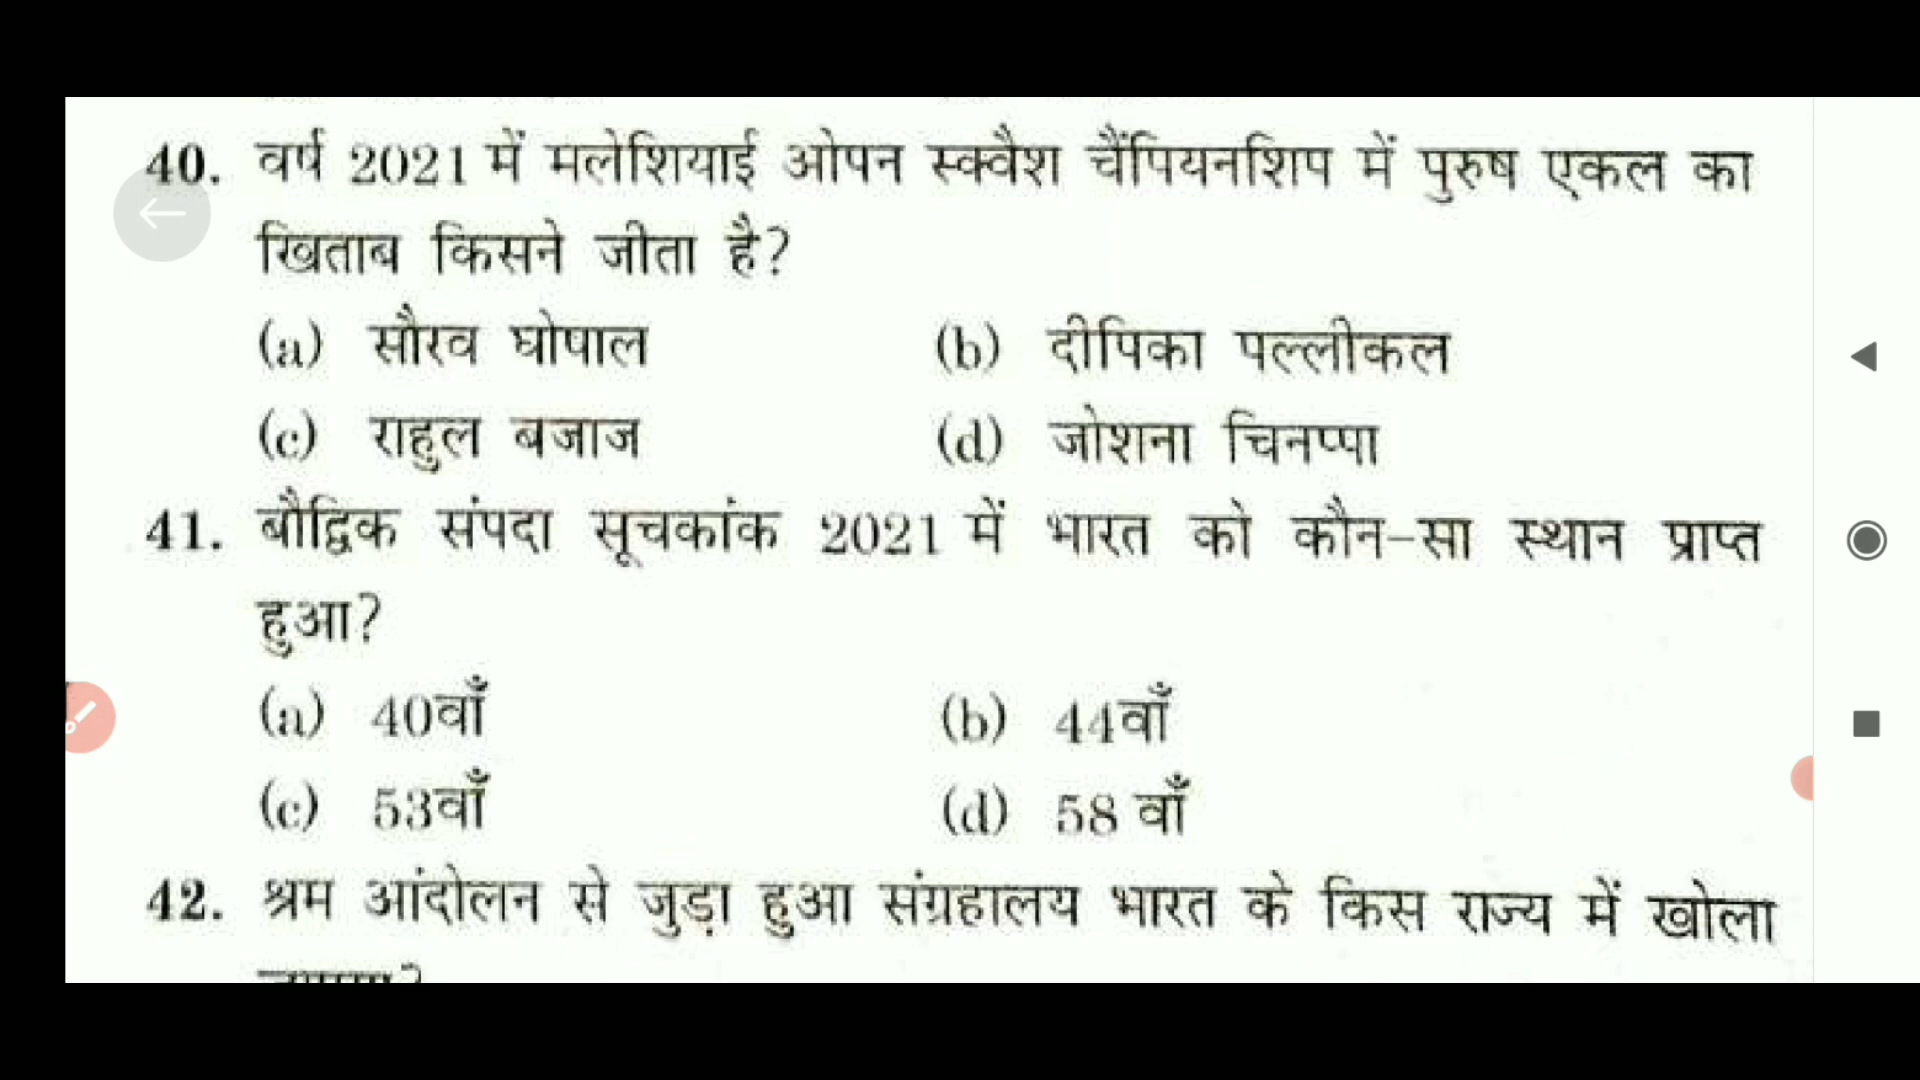 40. वर्ष 2021 में मलेशियाई ओपन स्क्वैश चैंपियनशिप में पुरुष एकल का
खिताब किसने जीता है?
(a) सौरव घोषाल (b) दीपिका पल्लीकल
(c) राहुल बजाज (d) जोशना चिनप्पा
41. बौद्धिक संपदा सूचकांक 2021 में भारत को कौन-सा स्थान प्राप्त
हुआ?
(a) 40वाँ (b) 44वाँ
(c) 53वाँ (d) 58 वाँ
42. श्रम आंदोलन से जुड़ा हुआ संग्रहालय भारत के किस राज्य में खोला